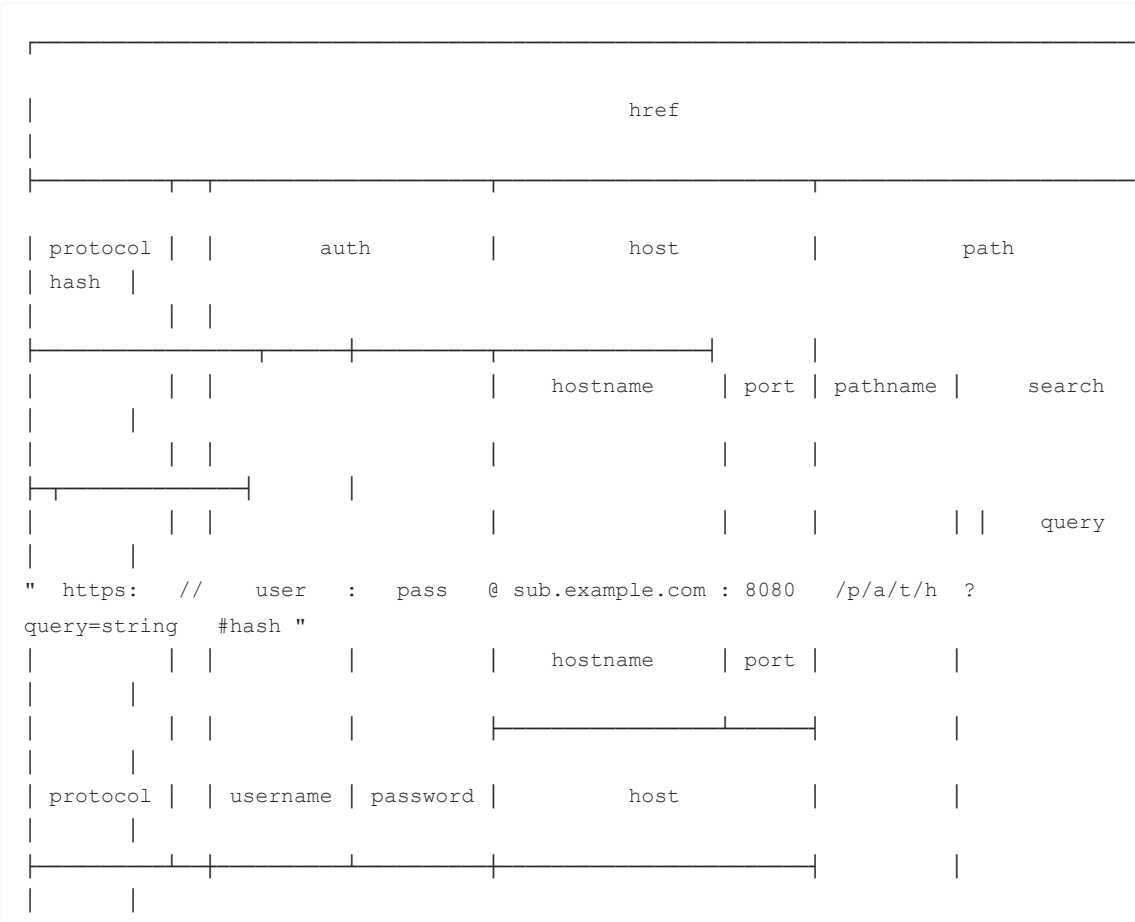 href
protocol auth host path
hash
hostname port pathname search
query
" https: // user : pass @ sub.example.com : 8080 /p/a/t/h ?
query=string #hash "
hostname port
protocol username password host